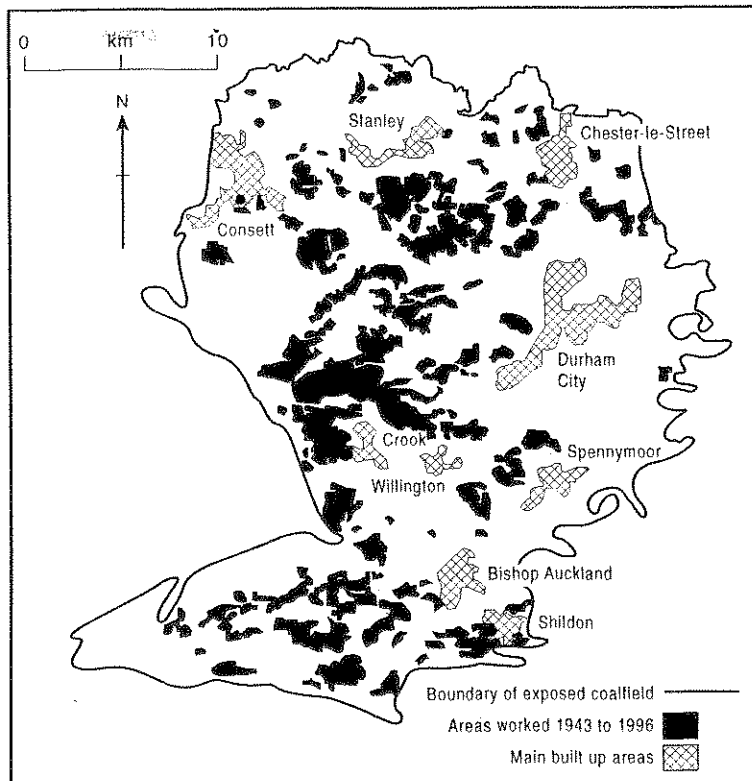 0 km 10
N
Stanley
Chester-le-Street
Consett
Durham
City
Crook
Spennymoor
Willington
Bishop Auckland
Shildon
Boundary of exposed coalfield
Areas worked 1943 to 1996
Main built up areas